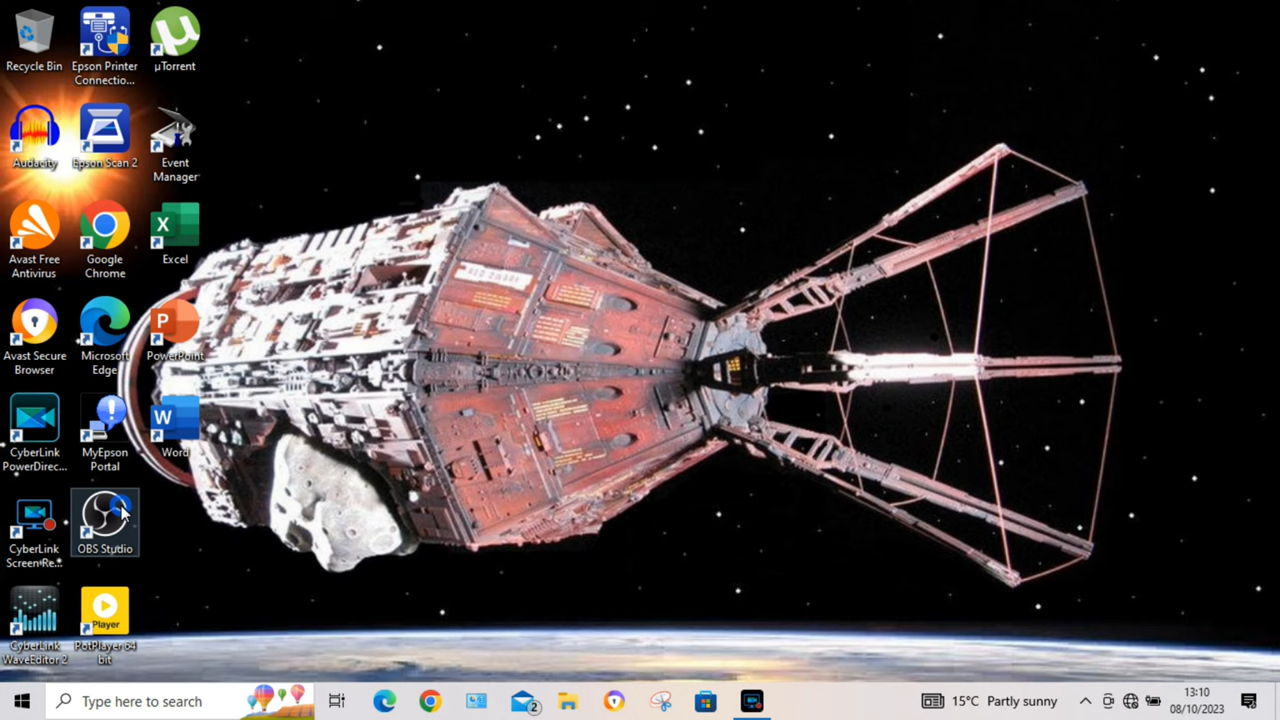 Recycle Bin
Epson Printer
Connectio...
µTorrent
Audacity
Epson Scan 2
Event
Manager
Avast Free
Antivirus
Google
Chrome
Excel
Avast Secure
Browser
Microsoft
Edge
PowerPoint
CyberLink
PowerDirec...
MyEpson
Portal
Word
CyberLink
Screen Re...
OBS Studio
CyberLink
WaveEditor 2
Player
PotPlayer 64
bit
RED DWARF
Type here to search
2
15°C Partly sunny
3:10
08/10/2023